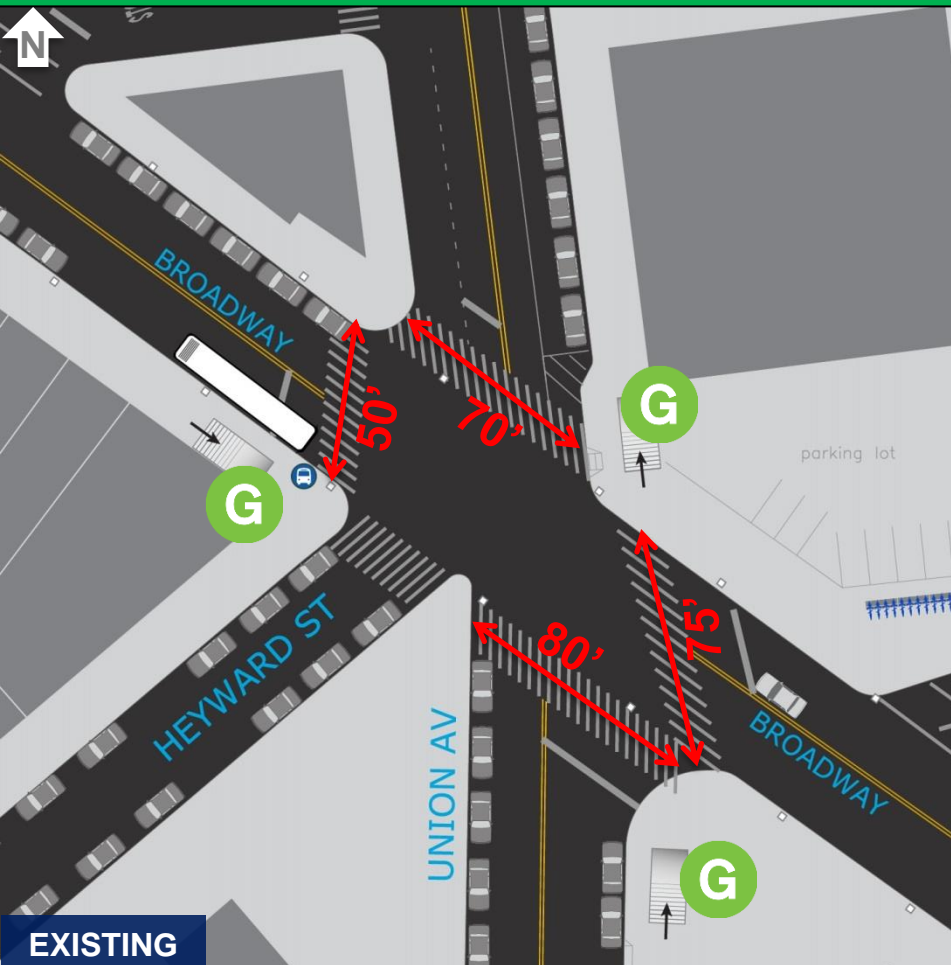 N
BROADWAY
50'
70'
G
parking lot
G
HEYWARD ST
80'
75'
UNION AV
BROADWAY
G
EXISTING